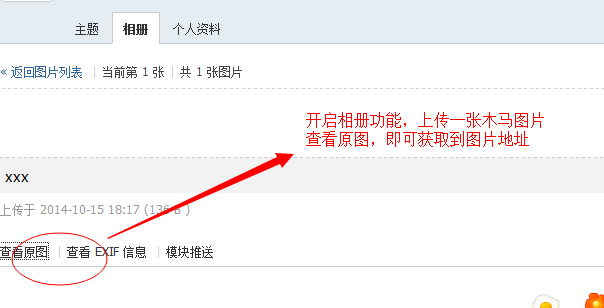 主题 相册 个人资料
« 返回图片列表 | 当前第 1 张 | 共 1 张图片
开启相册功能，上传一张木马图片
查看原图，即可获取到图片地址
xxx
上传于 2014-10-15 18:17 (136 B )
查看原图 | 查看 EXIF 信息 | 模块推送